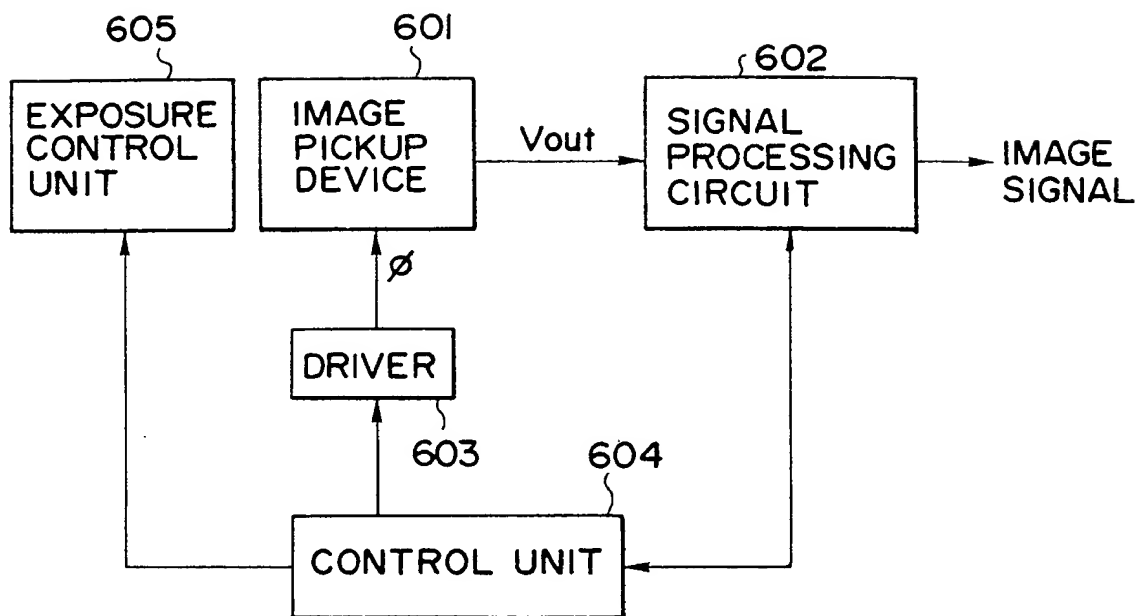 605
601
602
EXPOSURE
CONTROL
UNIT
IMAGE
PICKUP
DEVICE
Vout
SIGNAL
PROCESSING
CIRCUIT
IMAGE
SIGNAL
ø
DRIVER
603
604
CONTROL UNIT